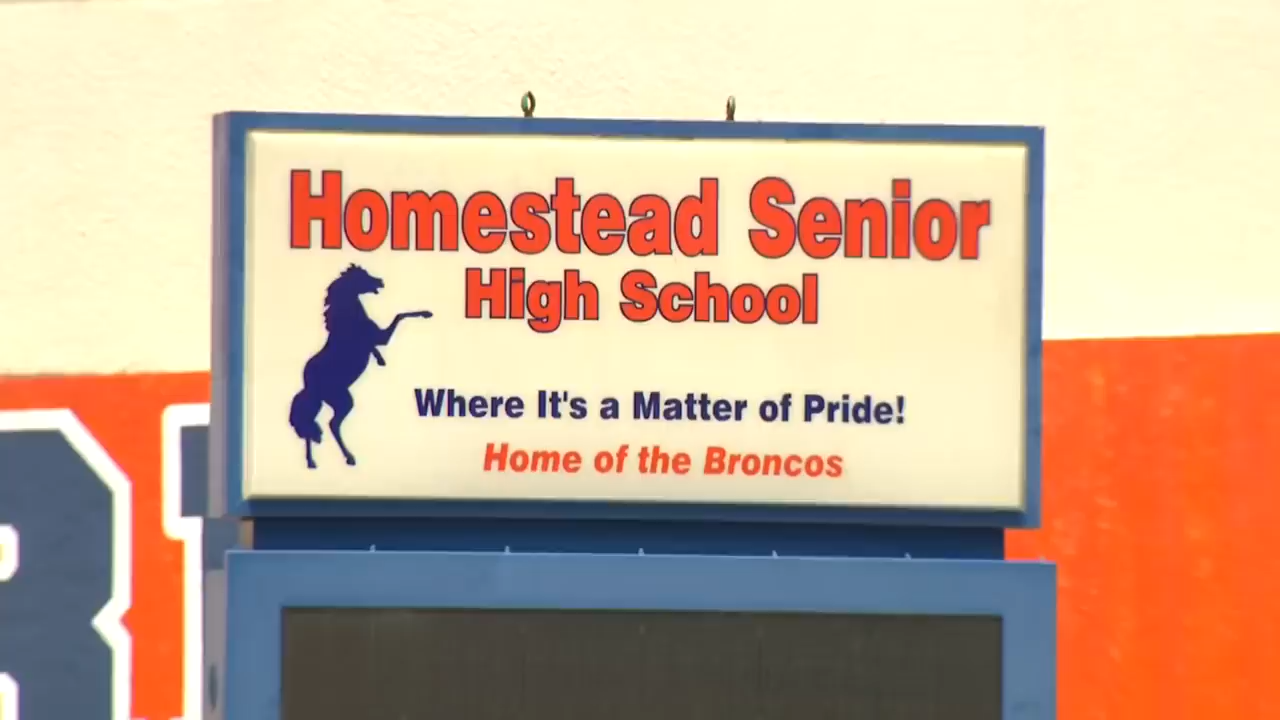 Homestead Senior
High School
Where It's a Matter of Pride!
Home of the Broncos